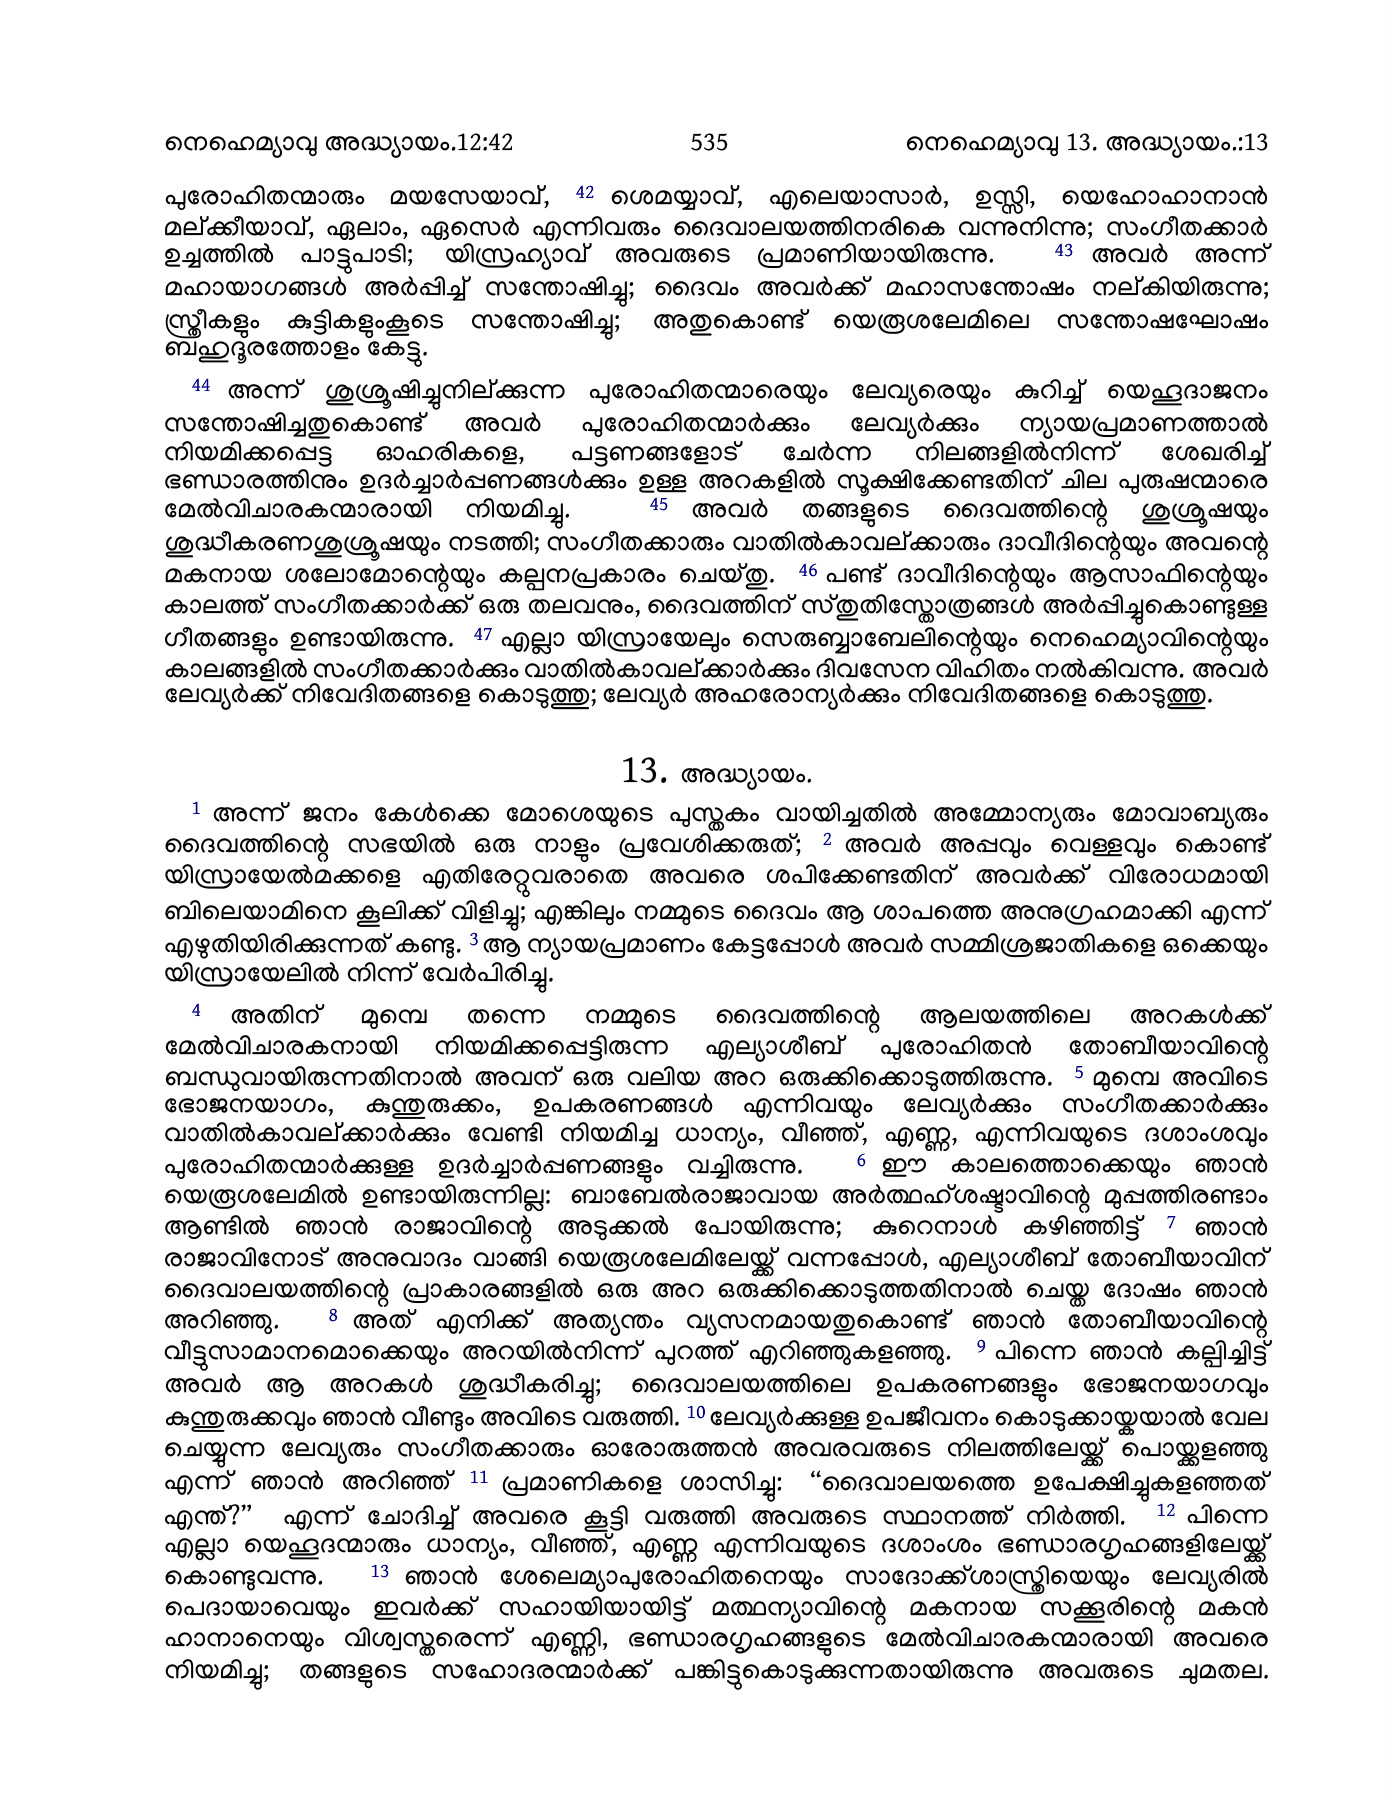 നെഹെമ്യാവു അദ്ധ്യായം.12:42 535 നെഹെമ്യാവു 13. അദ്ധ്യായം.:13
പുരോഹിതന്മാരും മയസേയാവ്, 42 ശെമയ്യാവ്, എലെയാസാർ, ഉസ്സി, യെഹോഹാനാൻ
മല്ക്കീയാവ്, ഏലാം, ഏസെർ എന്നിവരും ദൈവാലയത്തിനരികെ വന്നുനിന്നു; സംഗീതക്കാർ
ഉച്ചത്തിൽ പാട്ടുപാടി; യിസ്രഹ്യാവ് അവരുടെ പ്രമാണിയായിരുന്നു. 43 അവർ അന്ന്
മഹായാഗങ്ങൾ അർപ്പിച്ച് സന്തോഷിച്ചു; ദൈവം അവർക്ക് മഹാസന്തോഷം നല്കിയിരുന്നു;
സ്ത്രീകളും കുട്ടികളുംകൂടെ സന്തോഷിച്ചു; അതുകൊണ്ട് യെരൂശലേമിലെ സന്തോഷഘോഷം
ബഹുദൂരത്തോളം കേട്ടു.
44 അന്ന് ശുശ്രൂഷിച്ചുനില്ക്കുന്ന പുരോഹിതന്മാരെയും ലേവ്യരെയും കുറിച്ച് യെഹൂദാജനം
സന്തോഷിച്ചതുകൊണ്ട് അവർ പുരോഹിതന്മാർക്കും ലേവ്യർക്കും ന്യായപ്രമാണത്താൽ
നിയമിക്കപ്പെട്ട ഓഹരികളെ, പട്ടണങ്ങളോട് ചേർന്ന നിലങ്ങളിൽനിന്ന് ശേഖരിച്ച്
ഭണ്ഡാരത്തിനും ഉദർച്ചാർപ്പണങ്ങൾക്കും ഉള്ള അറകളിൽ സൂക്ഷിക്കേണ്ടതിന് ചില പുരുഷന്മാരെ
മേൽവിചാരകന്മാരായി നിയമിച്ചു. 45 അവർ തങ്ങളുടെ ദൈവത്തിന്റെ ശുശ്രൂഷയും
ശുദ്ധീകരണശുശ്രൂഷയും നടത്തി; സംഗീതക്കാരും വാതിൽകാവല്ക്കാരും ദാവീദിന്റെയും അവന്റെ
മകനായ ശലോമോന്റെയും കല്പനപ്രകാരം ചെയ്തു. 46 പണ്ട് ദാവീദിന്റെയും ആസാഫിന്റെയും
കാലത്ത് സംഗീതക്കാർക്ക് ഒരു തലവനും, ദൈവത്തിന് സ്തുതിസ്തോത്രങ്ങൾ അർപ്പിച്ചുകൊണ്ടുള്ള
ഗീതങ്ങളും ഉണ്ടായിരുന്നു. 47 എല്ലാ യിസ്രായേലും സെരുബ്ബാബേലിന്റെയും നെഹെമ്യാവിന്റെയും
കാലങ്ങളിൽ സംഗീതക്കാർക്കും വാതിൽകാവല്ക്കാർക്കും ദിവസേന വിഹിതം നൽകിവന്നു. അവർ
ലേവ്യർക്ക് നിവേദിതങ്ങളെ കൊടുത്തു; ലേവ്യർ അഹരോന്യർക്കും നിവേദിതങ്ങളെ കൊടുത്തു.
13. അദ്ധ്യായം.
1 അന്ന് ജനം കേൾക്കെ മോശെയുടെ പുസ്തകം വായിച്ചതിൽ അമ്മോന്യരും മോവാബ്യരും
ദൈവത്തിന്റെ സഭയിൽ ഒരു നാളും പ്രവേശിക്കരുത്; 2 അവർ അപ്പവും വെള്ളവും കൊണ്ട്
യിസ്രായേൽമക്കളെ എതിരേറ്റുവരാതെ അവരെ ശപിക്കേണ്ടതിന് അവർക്ക് വിരോധമായി
ബിലെയാമിനെ കൂലിക്ക് വിളിച്ചു; എങ്കിലും നമ്മുടെ ദൈവം ആ ശാപത്തെ അനുഗ്രഹമാക്കി എന്ന്
എഴുതിയിരിക്കുന്നത് കണ്ടു. 3 ആ ന്യായപ്രമാണം കേട്ടപ്പോൾ അവർ സമ്മിശ്രജാതികളെ ഒക്കെയും
യിസ്രായേലിൽ നിന്ന് വേർപിരിച്ചു.
4 അതിന് മുമ്പെ തന്നെ നമ്മുടെ ദൈവത്തിന്റെ ആലയത്തിലെ അറകൾക്ക്
മേൽവിചാരകനായി നിയമിക്കപ്പെട്ടിരുന്ന എല്യാശീബ് പുരോഹിതൻ തോബീയാവിന്റെ
ബന്ധുവായിരുന്നതിനാൽ അവന് ഒരു വലിയ അറ ഒരുക്കിക്കൊടുത്തിരുന്നു. 5 മുമ്പെ അവിടെ
ഭോജനയാഗം, കുന്തുരുക്കം, ഉപകരണങ്ങൾ എന്നിവയും ലേവ്യർക്കും സംഗീതക്കാർക്കും
വാതിൽകാവല്ക്കാർക്കും വേണ്ടി നിയമിച്ച ധാന്യം, വീഞ്ഞ്, എണ്ണ, എന്നിവയുടെ ദശാംശവും
പുരോഹിതന്മാർക്കുള്ള ഉദർച്ചാർപ്പണങ്ങളും വച്ചിരുന്നു. 6 ഈ കാലത്തൊക്കെയും ഞാൻ
യെരൂശലേമിൽ ഉണ്ടായിരുന്നില്ല: ബാബേൽരാജാവായ അർത്ഥഹ്ശഷ്ടാവിന്റെ മുപ്പത്തിരണ്ടാം
ആണ്ടിൽ ഞാൻ രാജാവിന്റെ അടുക്കൽ പോയിരുന്നു; കുറെനാൾ കഴിഞ്ഞിട്ട് 7 ഞാൻ
രാജാവിനോട് അനുവാദം വാങ്ങി യെരൂശലേമിലേയ്ക്ക് വന്നപ്പോൾ, എല്യാശീബ് തോബീയാവിന്
ദൈവാലയത്തിന്റെ പ്രാകാരങ്ങളിൽ ഒരു അറ ഒരുക്കിക്കൊടുത്തതിനാൽ ചെയ്ത ദോഷം ഞാൻ
അറിഞ്ഞു. 8 അത് എനിക്ക് അത്യന്തം വ്യസനമായതുകൊണ്ട് ഞാൻ തോബീയാവിന്റെ
വീട്ടുസാമാനമൊക്കെയും അറയിൽനിന്ന് പുറത്ത് എറിഞ്ഞുകളഞ്ഞു. 9 പിന്നെ ഞാൻ കല്പിച്ചിട്ട്
അവർ ആ അറകൾ ശുദ്ധീകരിച്ചു; ദൈവാലയത്തിലെ ഉപകരണങ്ങളും ഭോജനയാഗവും
കുന്തുരുക്കവും ഞാൻ വീണ്ടും അവിടെ വരുത്തി. 10 ലേവ്യർക്കുള്ള ഉപജീവനം കൊടുക്കായ്കയാൽ വേല
ചെയ്യുന്ന ലേവ്യരും സംഗീതക്കാരും ഓരോരുത്തൻ അവരവരുടെ നിലത്തിലേയ്ക്ക് പൊയ്ക്കളഞ്ഞു
എന്ന് ഞാൻ അറിഞ്ഞ് 11 പ്രമാണികളെ ശാസിച്ചു: “ദൈവാലയത്തെ ഉപേക്ഷിച്ചുകളഞ്ഞത്
എന്ത്?” എന്ന് ചോദിച്ച് അവരെ കൂട്ടി വരുത്തി അവരുടെ സ്ഥാനത്ത് നിർത്തി. 12 പിന്നെ
എല്ലാ യെഹൂദന്മാരും ധാന്യം, വീഞ്ഞ്, എണ്ണ എന്നിവയുടെ ദശാംശം ഭണ്ഡാരഗൃഹങ്ങളിലേയ്ക്ക്
കൊണ്ടുവന്നു. 13 ഞാൻ ശേലെമ്യാപുരോഹിതനെയും സാദോക്ക്ശാസ്ത്രിയെയും ലേവ്യരിൽ
പെദായാവെയും ഇവർക്ക് സഹായിയായിട്ട് മത്ഥന്യാവിന്റെ മകനായ സക്കൂരിന്റെ മകൻ
ഹാനാനെയും വിശ്വസ്തരെന്ന് എണ്ണി, ഭണ്ഡാരഗൃഹങ്ങളുടെ മേൽവിചാരകന്മാരായി അവരെ
നിയമിച്ചു; തങ്ങളുടെ സഹോദരന്മാർക്ക് പങ്കിട്ടുകൊടുക്കുന്നതായിരുന്നു അവരുടെ ചുമതല.